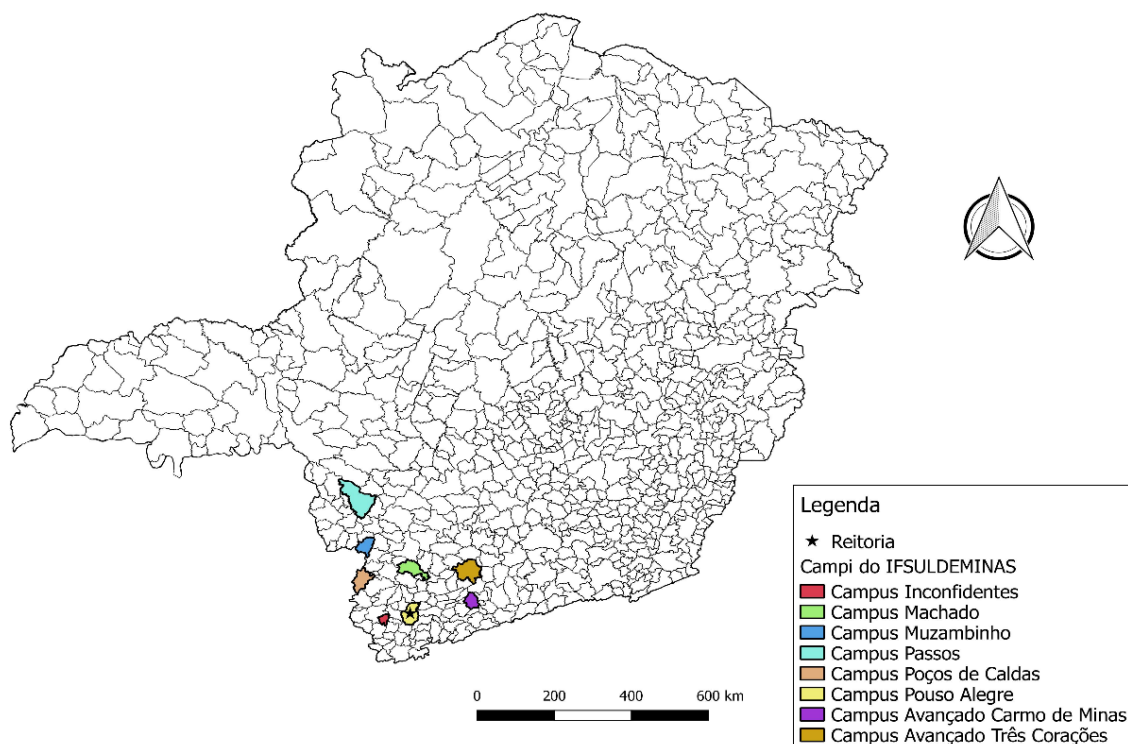 Legenda
Reitoria
Campi do IFSULDEMINAS
Campus Inconfidentes
Campus Machado
Campus Muzambinho
Campus Passos
Campus Poços de Caldas
Campus Pouso Alegre
Campus Avançado Carmo de Minas
Campus Avançado Três Corações
0 200 400 600 km